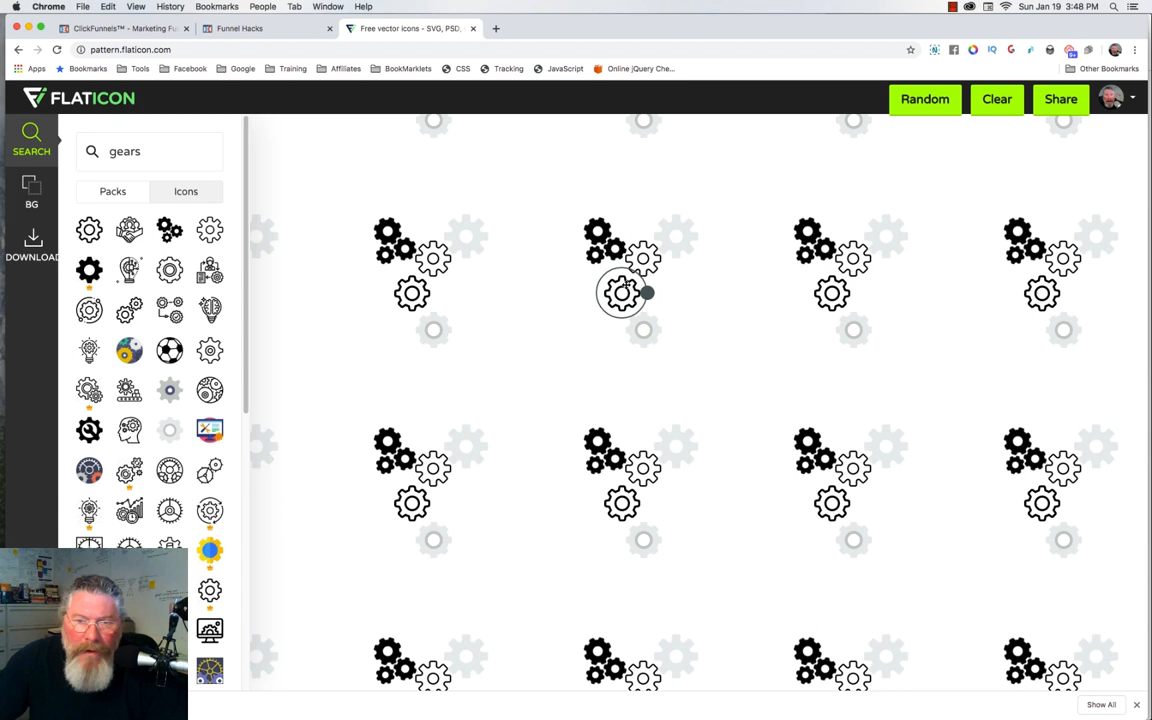 Chrome File Edit View History Bookmarks People Tab Window Help
Sun Jan 19 3:48 PM
ClickFunnels™ - Marketing Fu
Funnel Hacks
Free vector icons - SVG, PSD,
pattern.flaticon.com
Apps Bookmarks Tools Facebook Google Training Affiliates BookMarklets CSS Tracking JavaScript Online jQuery Che... Other Bookmarks
FLATICON
Random Clear Share
SEARCH
gears
Packs Icons
BG
DOWNLOAD
Show All